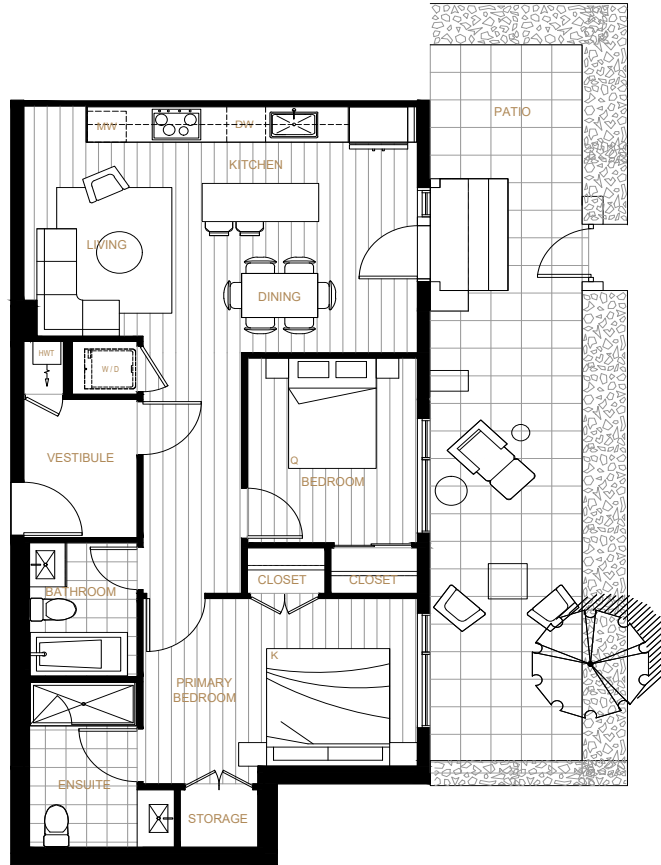 PATIO
MW
DW
KITCHEN
LIVING
DINING
HWT
W / D
VESTIBULE
Q
BEDROOM
CLOSET
CLOSET
BATHROOM
K
PRIMARY
BEDROOM
ENSUITE
STORAGE